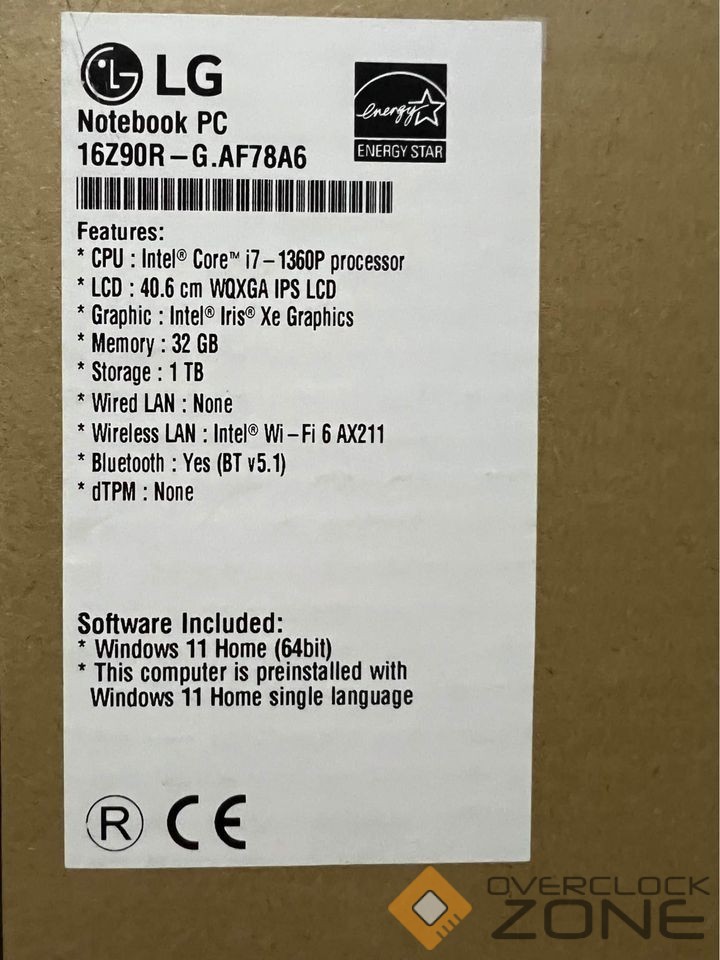 LG
energy
ENERGY STAR
Notebook PC
16Z90R-G.AF78A6
Features:
* CPU : Intel® Core™ i7-1360P processor
* LCD : 40.6 cm WQXGA IPS LCD
* Graphic : Intel® Iris® Xe Graphics
* Memory : 32 GB
* Storage : 1 TB
* Wired LAN : None
* Wireless LAN : Intel® Wi-Fi 6 AX211
* Bluetooth : Yes (BT v5.1)
* dTPM : None
Software Included:
* Windows 11 Home (64bit)
* This computer is preinstalled with
Windows 11 Home single language
R CE
OVERCLOCK
ZONE